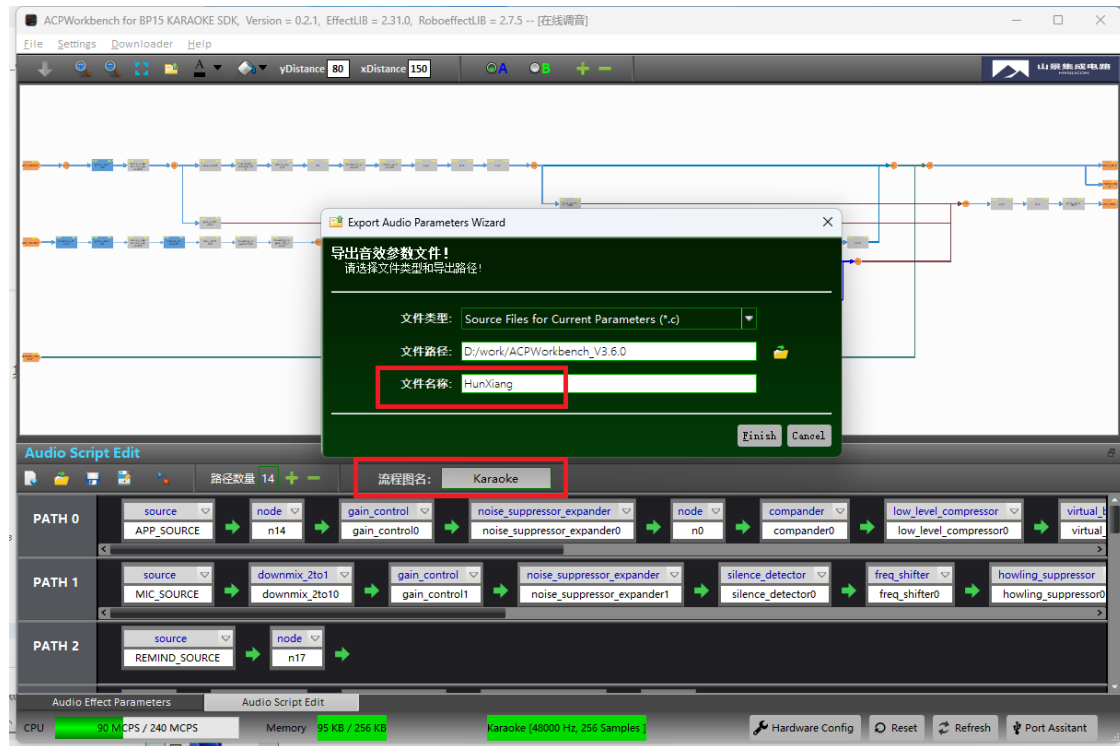 ACPWorkbench for BP15 KARAOKE SDK, Version = 0.2.1, EffectLIB = 2.31.0, RoboeffectLIB = 2.7.5 -- [在线调音]
File Settings Downloader Help
A yDistance 80 xDistance 150 A B
山景集成电路
Export Audio Parameters Wizard
导出音效参数文件!
请选择文件类型和导出路径!
文件类型: Source Files for Current Parameters (*.c)
文件路径: D:/work/ACPWorkbench_V3.6.0
文件名称: HunXiang
Finish Cancel
Audio Script Edit
路径数量 14 流程图名: Karaoke
PATH 0
source node gain_control noise_suppressor_expander node compander low_level_compressor virtual_b
APP_SOURCE n14 gain_control0 noise_suppressor_expander0 n0 compander0 low_level_compressor0 virtual_
PATH 1
source downmix_2to1 gain_control noise_suppressor_expander silence_detector freq_shifter howling_suppressor
MIC_SOURCE downmix_2to10 gain_control1 noise_suppressor_expander1 silence_detector0 freq_shifter0 howling_suppressor0
PATH 2
source node
REMIND_SOURCE n17
Audio Effect Parameters Audio Script Edit
CPU 90 MCPS / 240 MCPS Memory 95 KB / 256 KB Karaoke [48000 Hz, 256 Samples ] Hardware Config Reset Refresh Port Assitant